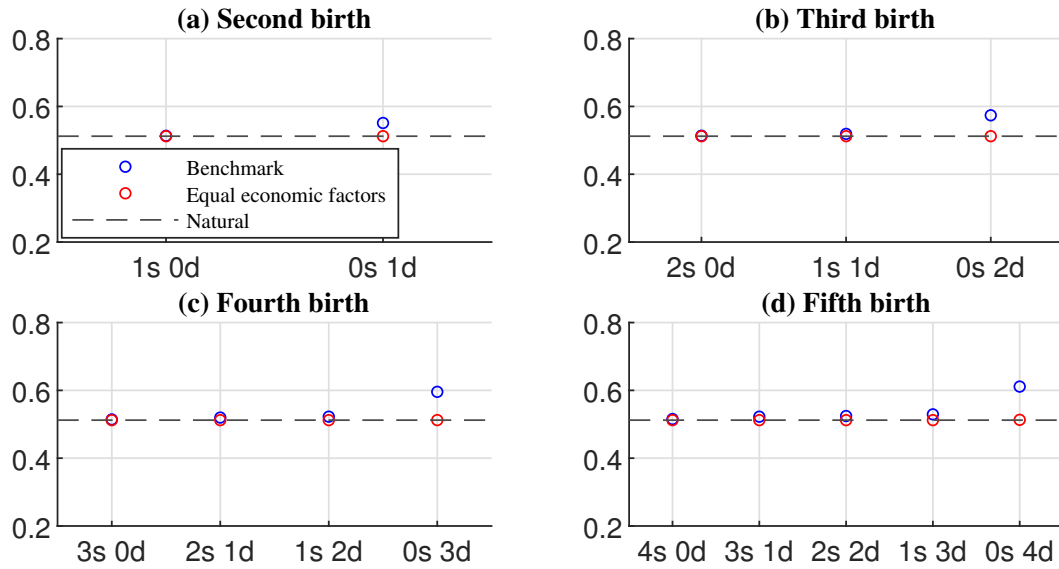 (a) Second birth
0.8
0.6
0.4
0.2
Benchmark
Equal economic factors
Natural
1s 0d 0s 1d
(b) Third birth
0.8
0.6
0.4
0.2
2s 0d 1s 1d 0s 2d
(c) Fourth birth
0.8
0.6
0.4
0.2
3s 0d 2s 1d 1s 2d 0s 3d
(d) Fifth birth
0.8
0.6
0.4
0.2
4s 0d 3s 1d 2s 2d 1s 3d 0s 4d